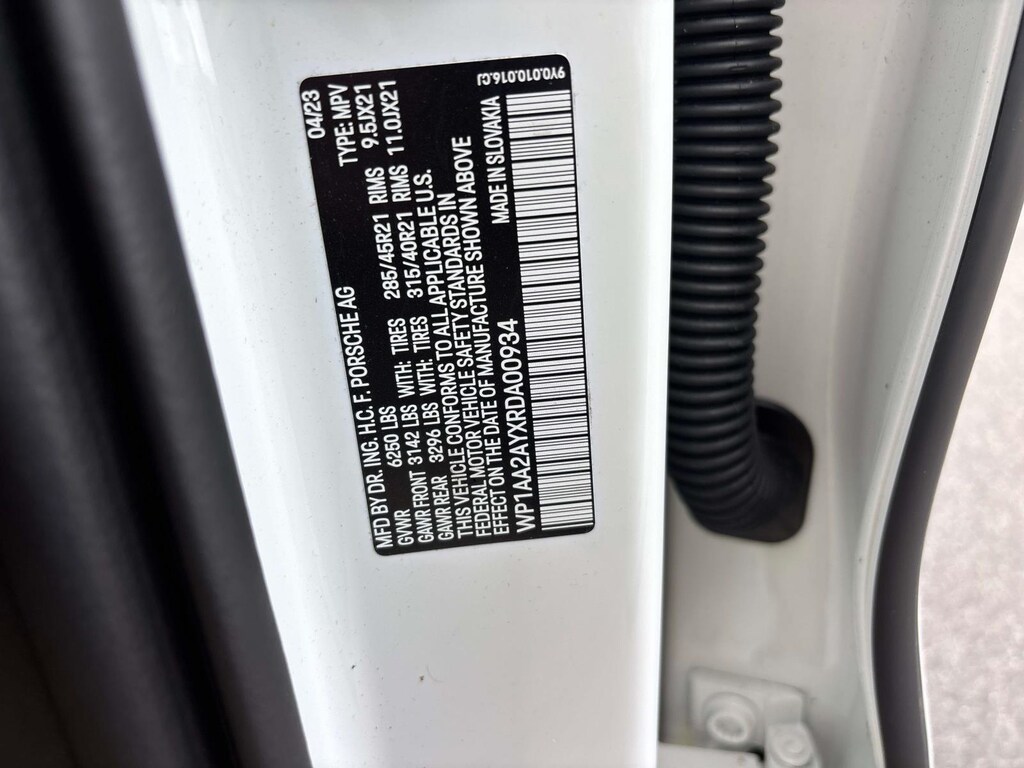 MFD BY DR. ING. H.C. F. PORSCHE AG 04/23
GVWR 6250 LBS TYPE: MPV
GAWR FRONT 3142 LBS WITH: TIRES 285/45R21 RIMS 9.5JX21
GAWR REAR 3296 LBS WITH: TIRES 315/40R21 RIMS 11.0JX21
THIS VEHICLE CONFORMS TO ALL APPLICABLE U.S.
FEDERAL MOTOR VEHICLE SAFETY STANDARDS IN
EFFECT ON THE DATE OF MANUFACTURE SHOWN ABOVE
WP1AA2AYXRDA00934 MADE IN SLOVAKIA
9Y0.010.016.CJ